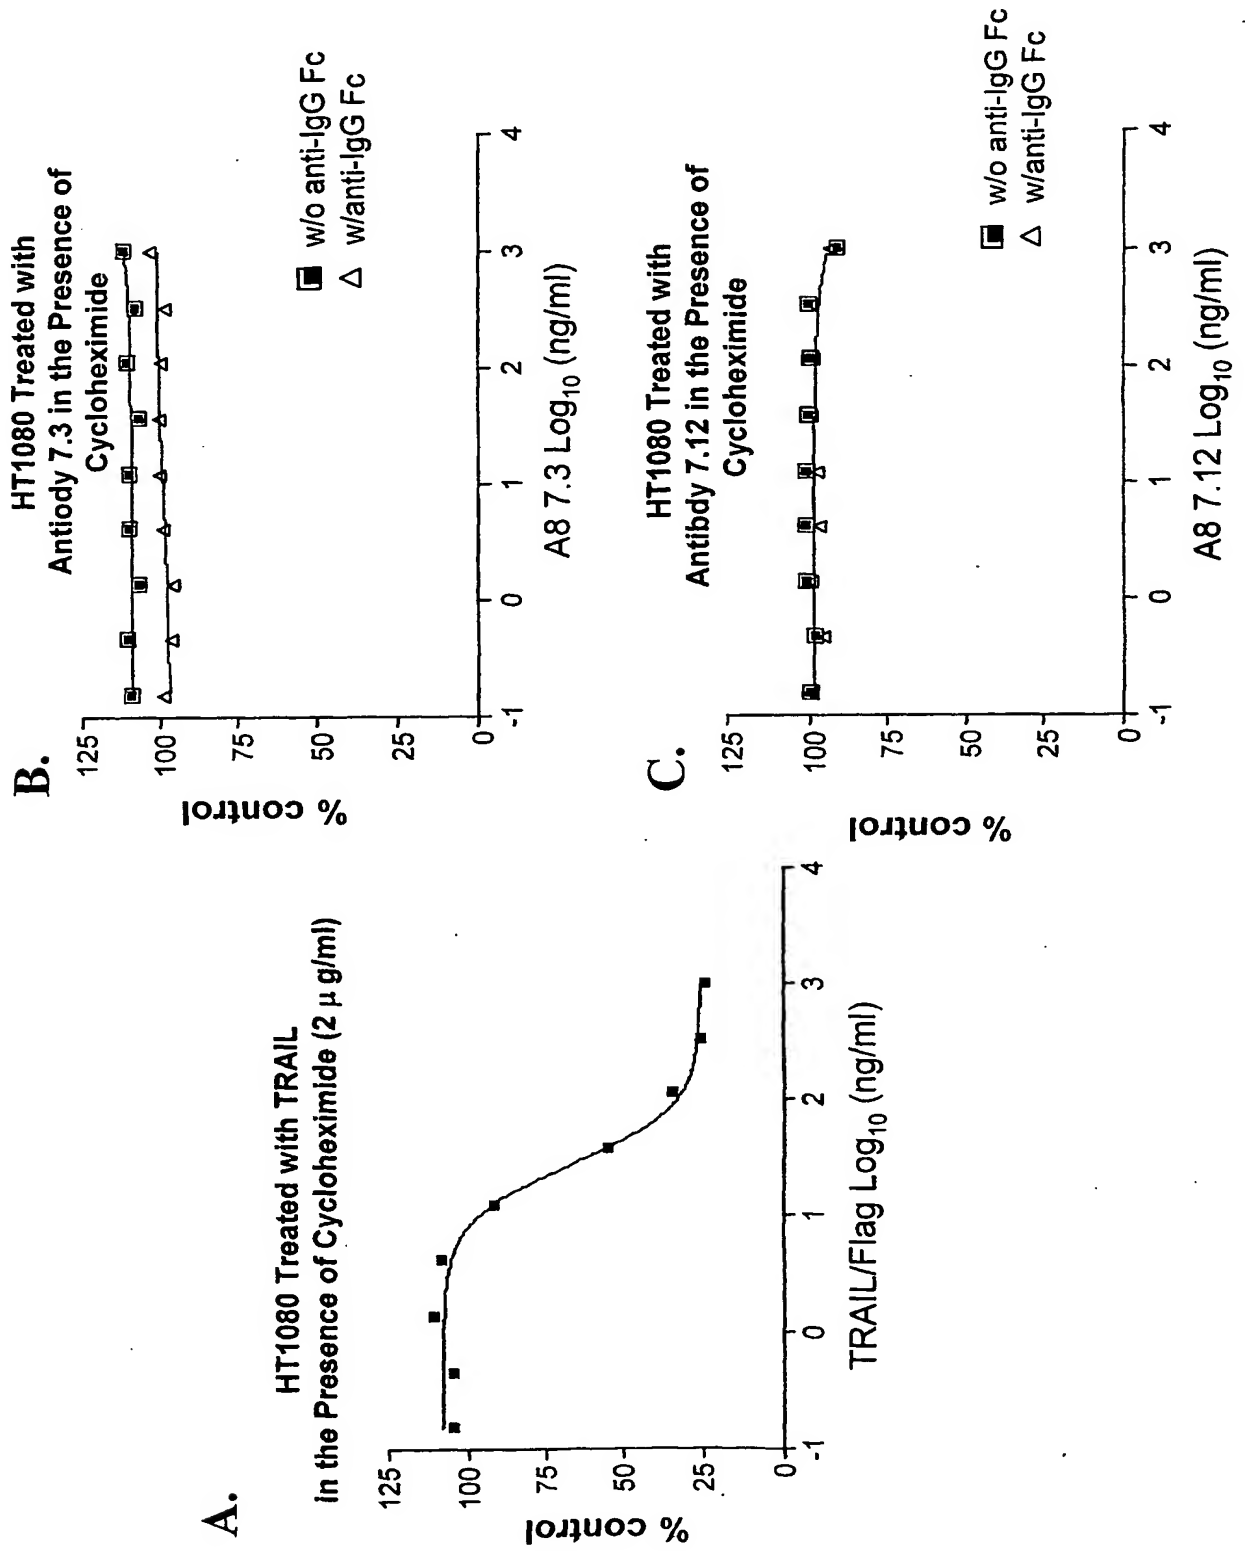 A.
HT1080 Treated with TRAIL
in the Presence of Cycloheximide (2 μ g/ml)
% control
125
100
75
50
25
0
-1
0
1
2
3
4
TRAIL/Flag Log10 (ng/ml)
B.
HT1080 Treated with
Antiody 7.3 in the Presence of
Cycloheximide
% control
125
100
75
50
25
0
-1
0
1
2
3
4
A8 7.3 Log10 (ng/ml)
w/o anti-IgG Fc
w/anti-IgG Fc
C.
HT1080 Treated with
Antibdy 7.12 in the Presence of
Cycloheximide
% control
125
100
75
50
25
0
-1
0
1
2
3
4
A8 7.12 Log10 (ng/ml)
w/o anti-IgG Fc
w/anti-IgG Fc